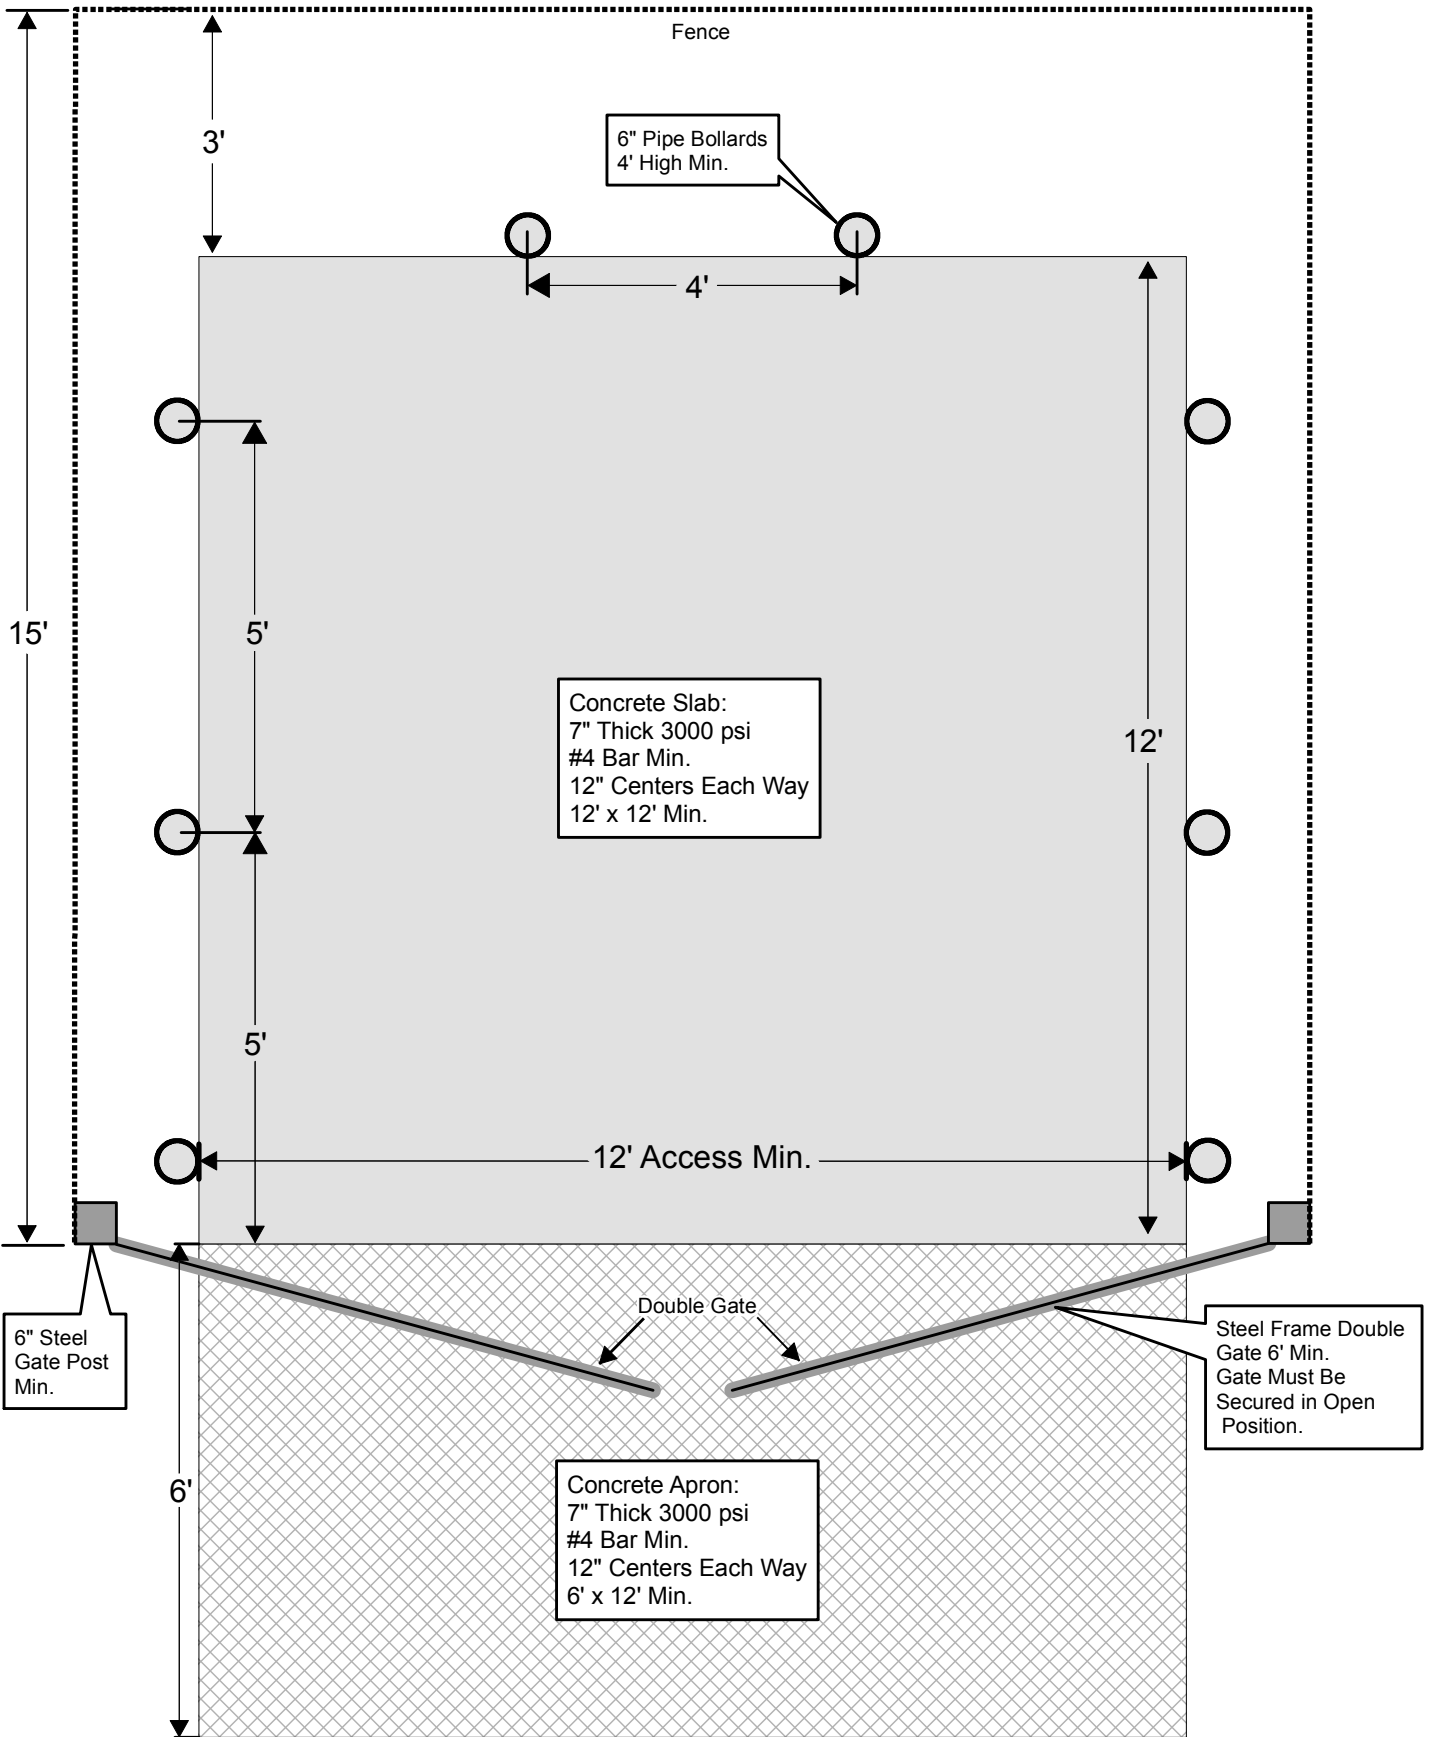 Fence
3'
6" Pipe Bollards
4' High Min.
4'
15'
5'
Concrete Slab:
7" Thick 3000 psi
#4 Bar Min.
12" Centers Each Way
12' x 12' Min.
12'
5'
12' Access Min.
Double Gate
6" Steel
Gate Post
Min.
Steel Frame Double
Gate 6' Min.
Gate Must Be
Secured in Open
Position.
6'
Concrete Apron:
7" Thick 3000 psi
#4 Bar Min.
12" Centers Each Way
6' x 12' Min.